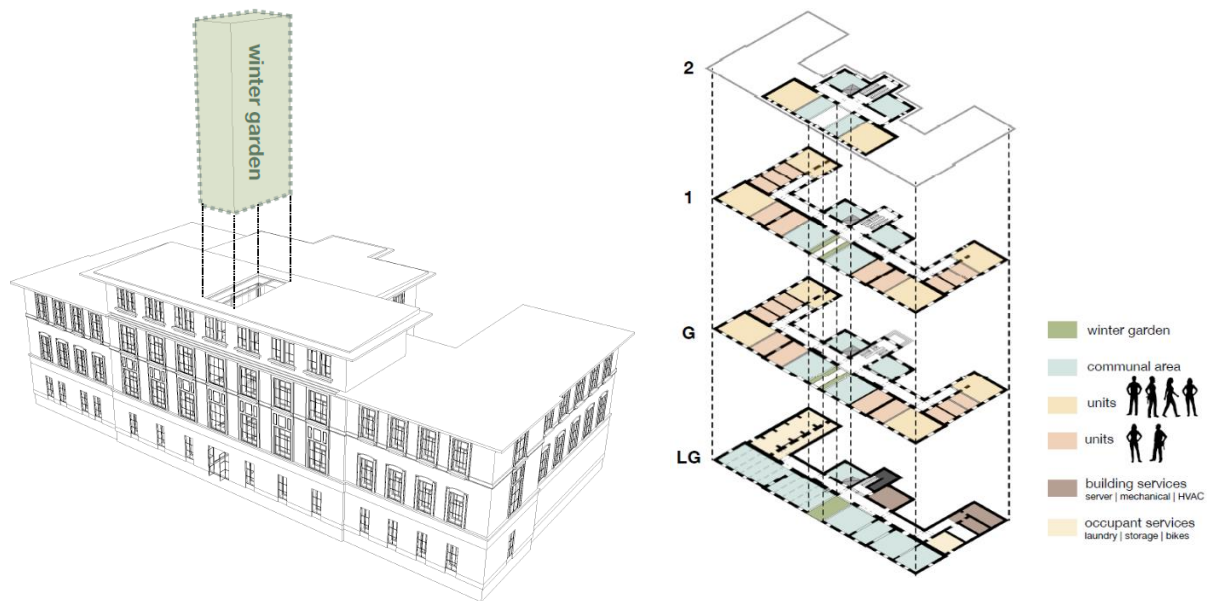 winter garden
2
1
G
LG
winter garden
communal area
units
units
building services
server | mechanical | HVAC
occupant services
laundry | storage | bikes